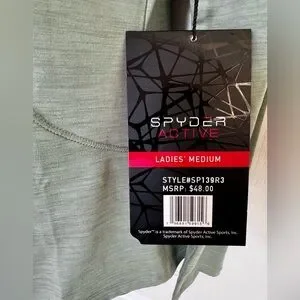 SPYDER
ACTIVE
LADIES' MEDIUM
STYLE#SP139R3
MSRP: $48.00
Spyder™ is a trademark of Spyder Active Sports, Inc.
Spyder Active Sports, Inc.